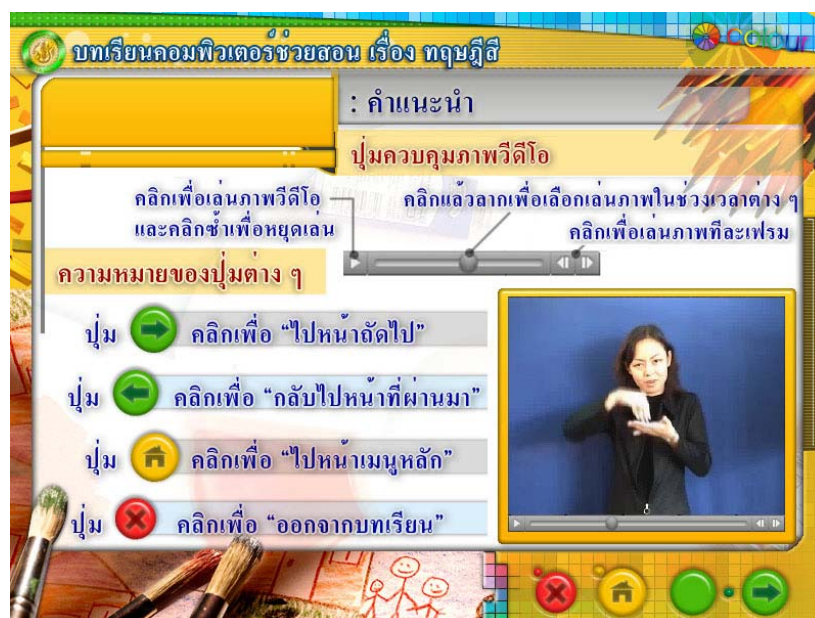 บทเรียนคอมพิวเตอร์ช่วยสอน เรื่อง ทฤษฎีสี
colour
: คำแนะนำ
ปุ่มควบคุมภาพวีดีโอ
คลิกเพื่อเล่นภาพวีดีโอ
และคลิกซ้ำเพื่อหยุดเล่น
คลิกแล้วลากเพื่อเลือกเล่นภาพในช่วงเวลาต่าง ๆ
คลิกเพื่อเล่นภาพทีละเฟรม
ความหมายของปุ่มต่าง ๆ
ปุ่ม คลิกเพื่อ “ไปหน้าถัดไป”
ปุ่ม คลิกเพื่อ “กลับไปหน้าที่ผ่านมา”
ปุ่ม คลิกเพื่อ “ไปหน้าเมนูหลัก”
ปุ่ม คลิกเพื่อ “ออกจากบทเรียน”